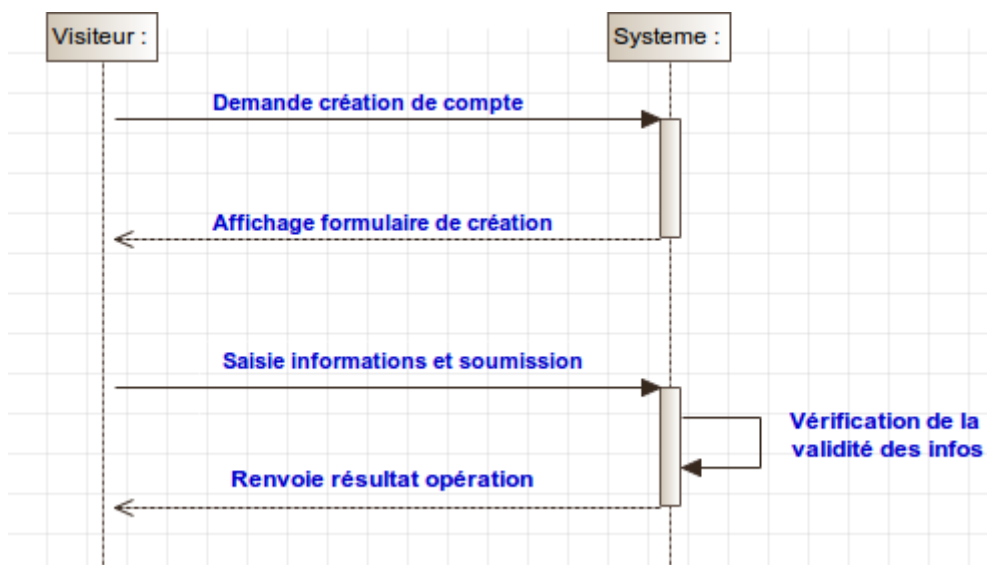 Visiteur :
Systeme :
Demande création de compte
Affichage formulaire de création
Saisie informations et soumission
Vérification de la
validité des infos
Renvoie résultat opération